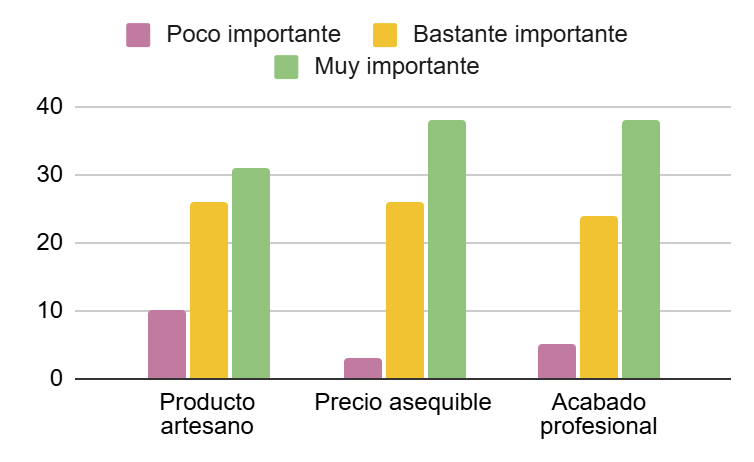 Poco importante
Bastante importante
Muy importante
40
30
20
10
0
Producto
artesano
Precio asequible
Acabado
profesional